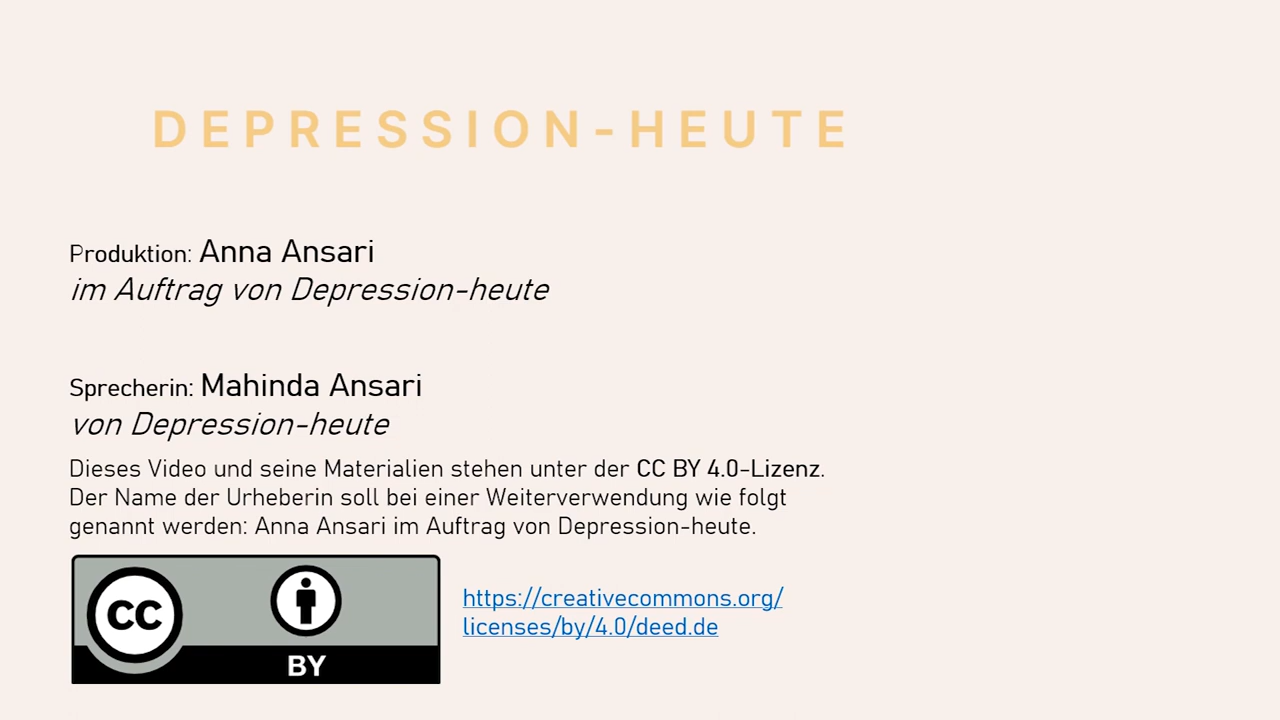 DEPRESSION-HEUTE
Produktion: Anna Ansari
im Auftrag von Depression-heute
Sprecherin: Mahinda Ansari
von Depression-heute
Dieses Video und seine Materialien stehen unter der CC BY 4.0-Lizenz.
Der Name der Urheberin soll bei einer Weiterverwendung wie folgt
genannt werden: Anna Ansari im Auftrag von Depression-heute.
CC
BY
https://creativecommons.org/
licenses/by/4.0/deed.de